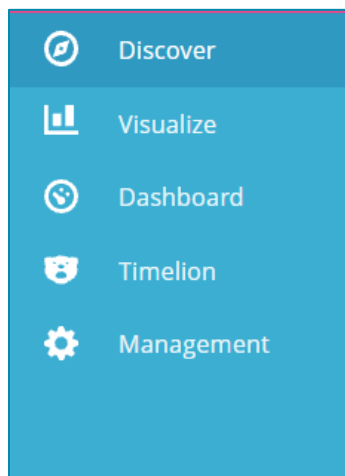 Discover
Visualize
Dashboard
Timelion
Management